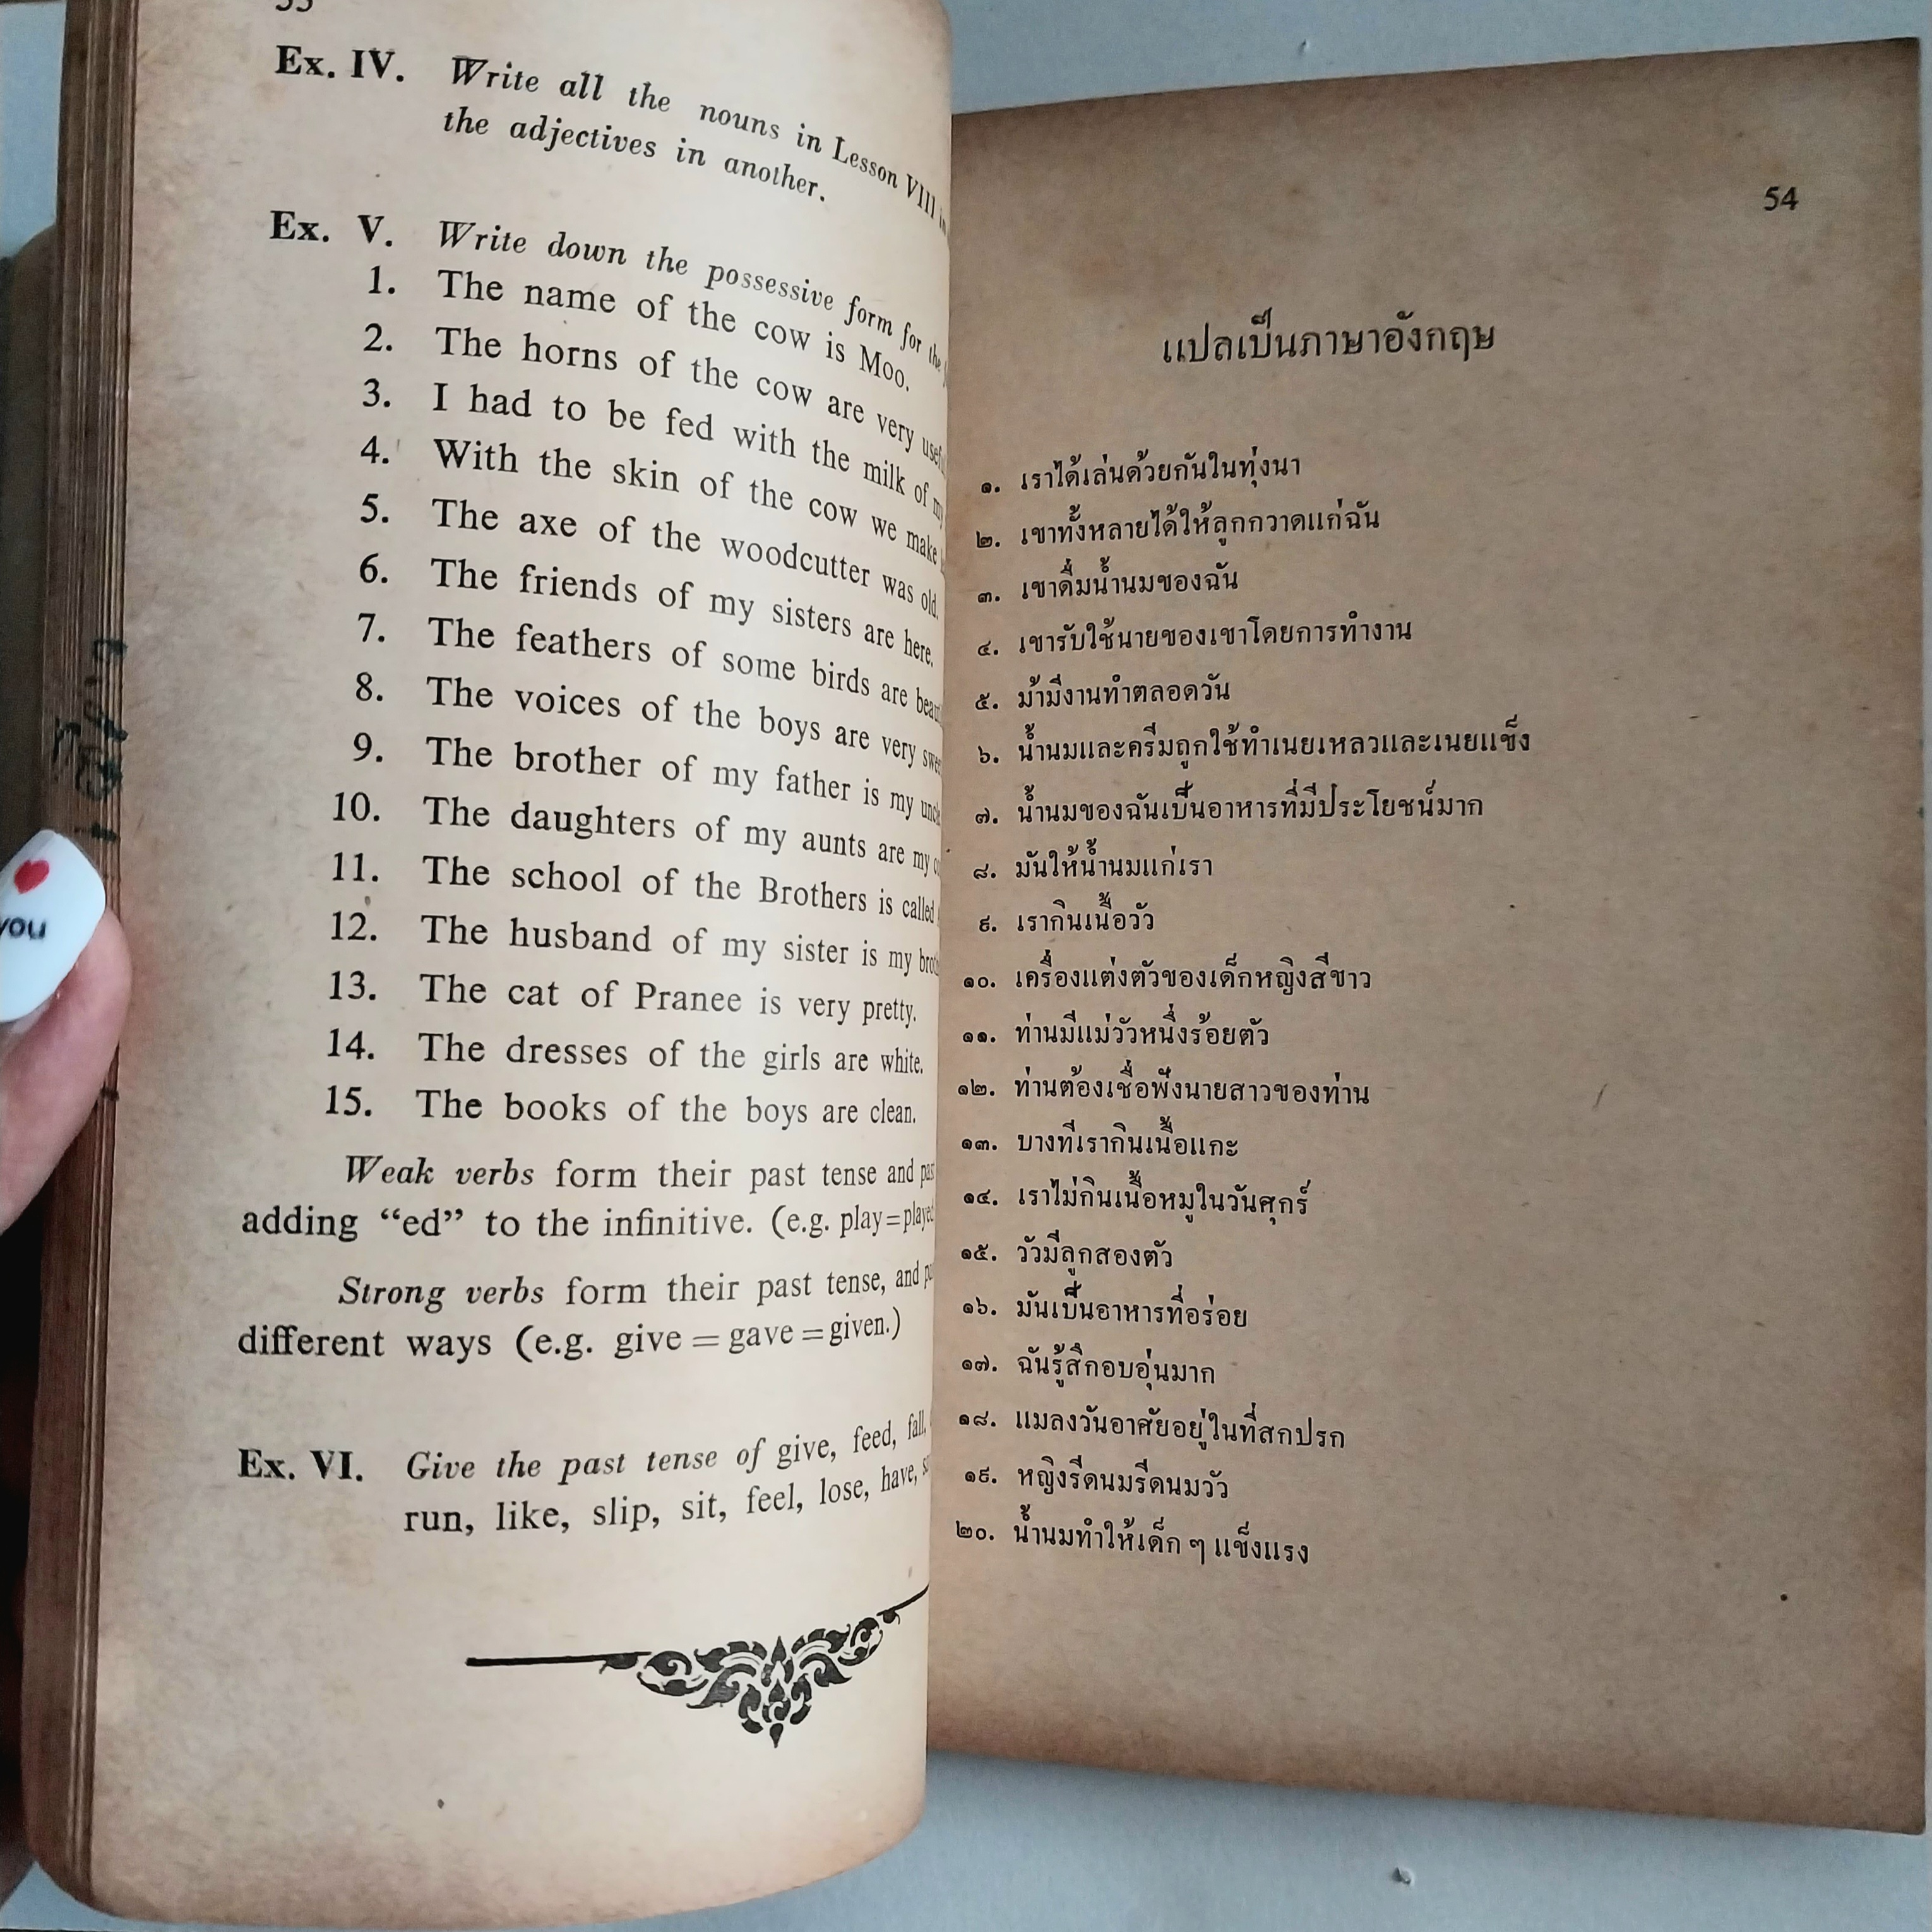 Ex. IV. Write all the nouns in Lesson VIII
the adjectives in another.
Ex. V. Write down the possessive form for the
1. The name of the cow is Moo.
2. The horns of the cow are very
3. I had to be fed with the milk of
4. With the skin of the cow we make
5. The axe of the woodcutter was old.
6. The friends of my sisters are here.
7. The feathers of some birds are
8. The voices of the boys are very
9. The brother of my father is my
10. The daughters of my aunts are my
11. The school of the Brothers is called
12. The husband of my sister is my
13. The cat of Pranee is very pretty.
14. The dresses of the girls are white.
15. The books of the boys are clean.
Weak verbs form their past tense and
adding “ed” to the infinitive. (e.g. play=played
Strong verbs form their past tense, and
different ways (e.g. give = gave = given.)
Ex. VI. Give the past tense of give, feed, fall,
run, like, slip, sit, feel, lose, have,
you
54
แปลเป็นภาษาอังกฤษ
๑. เราได้เล่นด้วยกันในทุ่งนา
๒. เขาทั้งหลายได้ให้ลูกกวาดแก่ฉัน
๓. เขาดื่มน้ำนมของฉัน
๔. เขารับใช้นายของเขาโดยการทำงาน
๕. ม้ามีงานทำตลอดวัน
๖. น้ำนมและครีมถูกใช้ทำเนยเหลวและเนยแข็ง
๗. น้ำนมของฉันเป็นอาหารที่มีประโยชน์มาก
๘. มันให้น้ำนมแก่เรา
๙. เรากินเนื้อวัว
๑๐. เครื่องแต่งตัวของเด็กหญิงสีขาว
๑๑. ท่านมีแม่วัวหนึ่งร้อยตัว
๑๒. ท่านต้องเชื่อฟังนายสาวของท่าน
๑๓. บางทีเรากินเนื้อแกะ
๑๔. เราไม่กินเนื้อหมูในวันศุกร์
๑๕. วัวมีลูกสองตัว
๑๖. มันเป็นอาหารที่อร่อย
๑๗. ฉันรู้สึกอบอุ่นมาก
๑๘. แมลงวันอาศัยอยู่ในที่สกปรก
๑๙. หญิงรีดนมรีดนมวัว
๒๐. น้ำนมทำให้เด็ก ๆ แข็งแรง